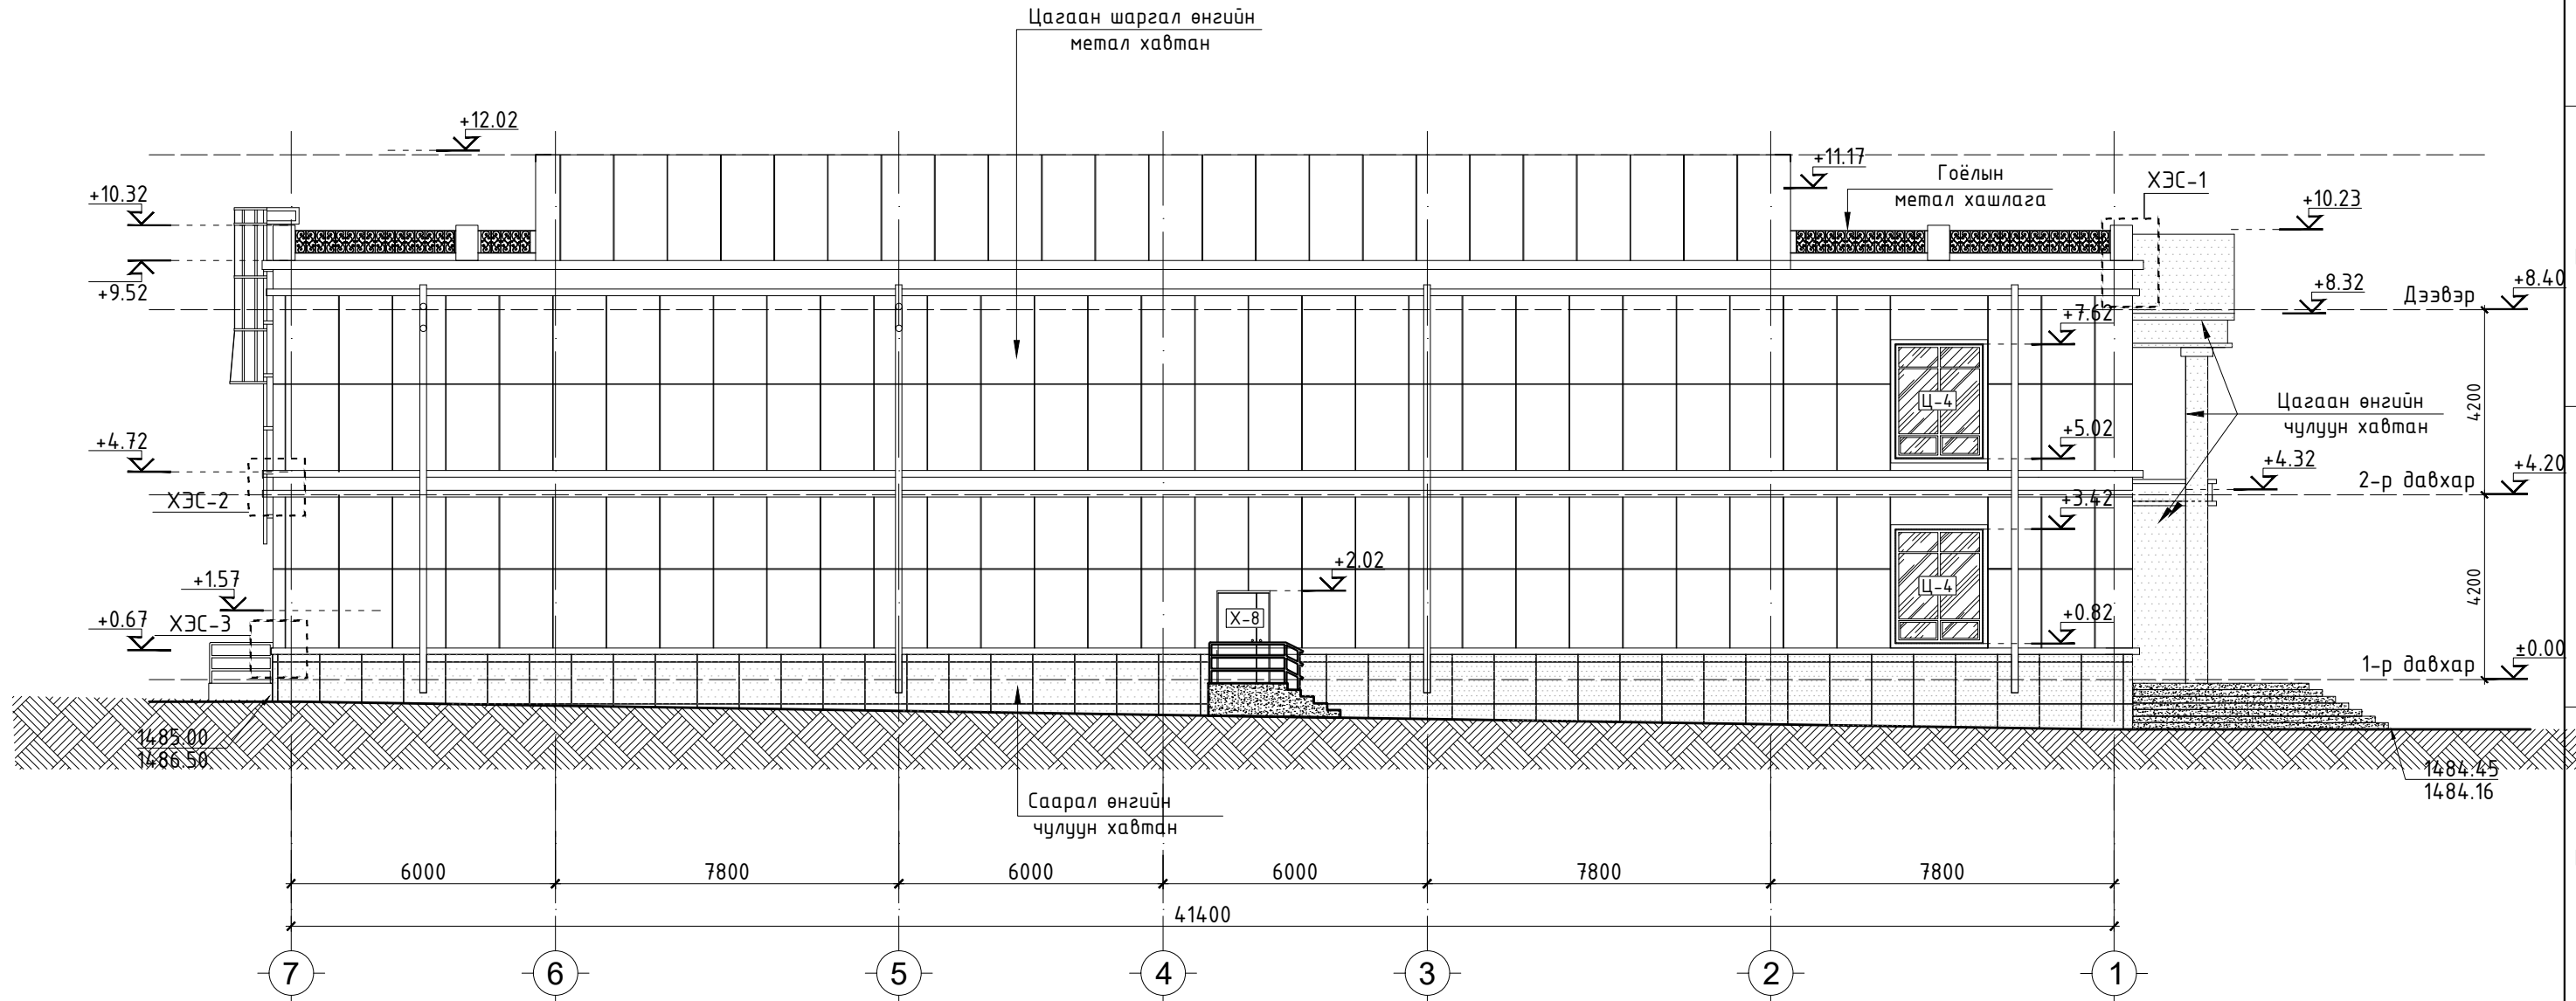 Цагаан шаргал өнгийн
метал хавтан
+12.02
+11.17
Гоёлын
метал хашлага
ХЭС-1
+10.32
+10.23
+9.52
+8.32
Дээвэр
+8.40
+7.62
Ц-4
4200
Цагаан өнгийн
чулуун хавтан
+5.02
+4.72
+4.32
+4.20
2-р давхар
ХЭС-2
+3.42
+2.02
+1.57
Ц-4
4200
+0.67
ХЭС-3
Х-8
+0.82
1-р давхар
±0.00
1485.00
1486.50
1484.45
1484.16
Саарал өнгийн
чулуун хавтан
6000 7800 6000 6000 7800 7800
41400
7 6 5 4 3 2 1